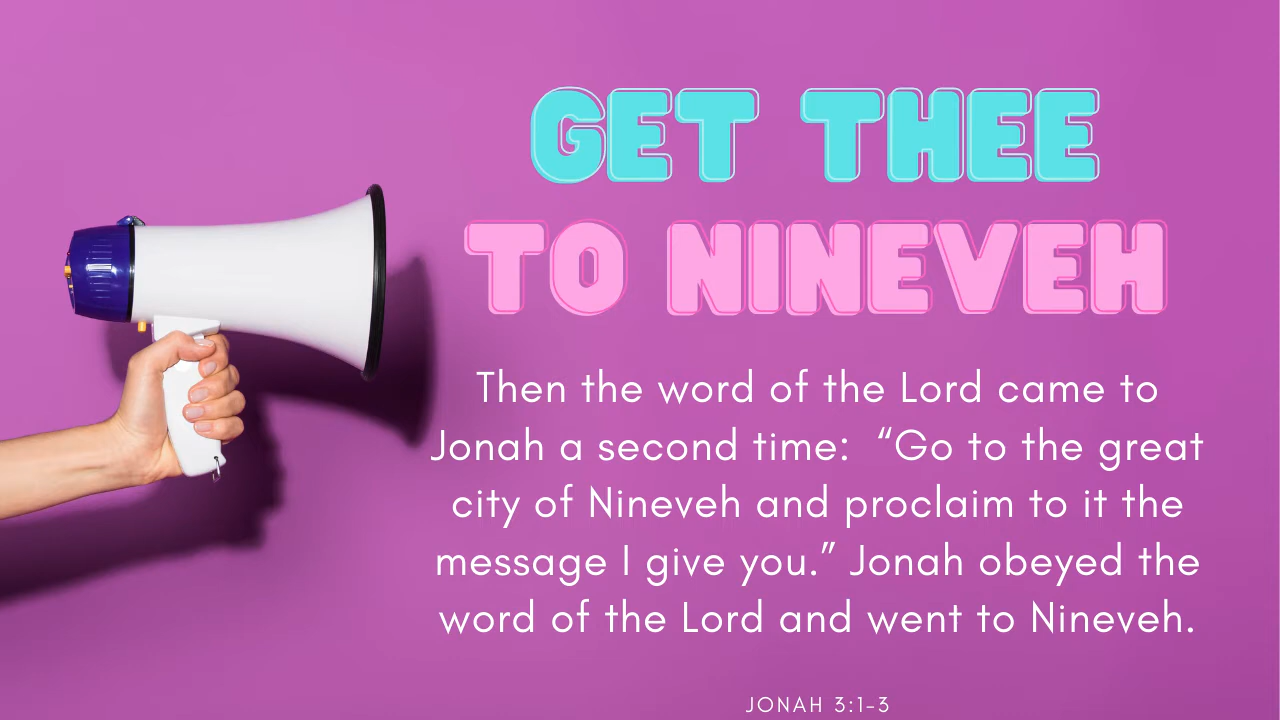 GET THEE
TO NINEVEH
Then the word of the Lord came to
Jonah a second time:  “Go to the great
city of Nineveh and proclaim to it the
message I give you.” Jonah obeyed the
word of the Lord and went to Nineveh.
JONAH 3:1-3